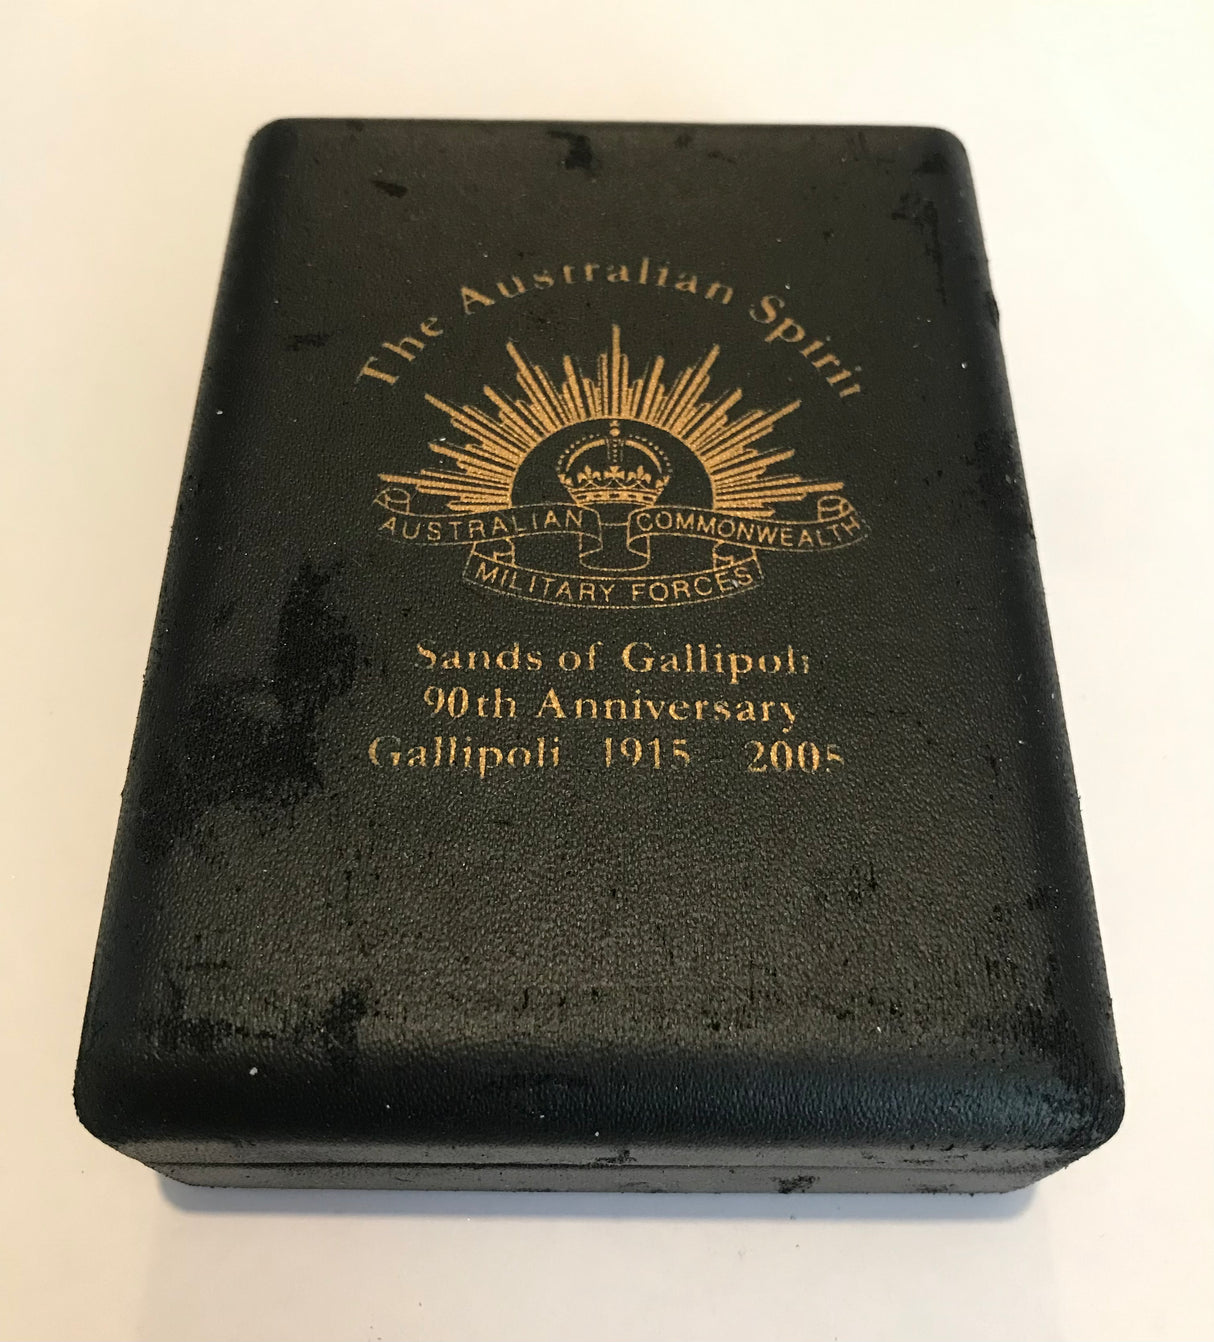 The Australian Spirit
AUSTRALIAN COMMONWEALTH
MILITARY FORCES
Sands of Gallipoli
90th Anniversary
Gallipoli 1915 - 2005